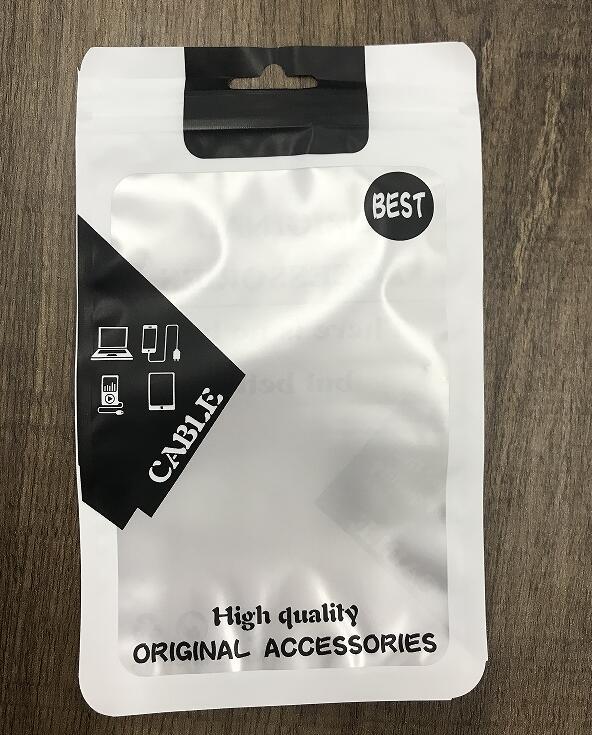 BEST
CABLE
High quality
ORIGINAL ACCESSORIES